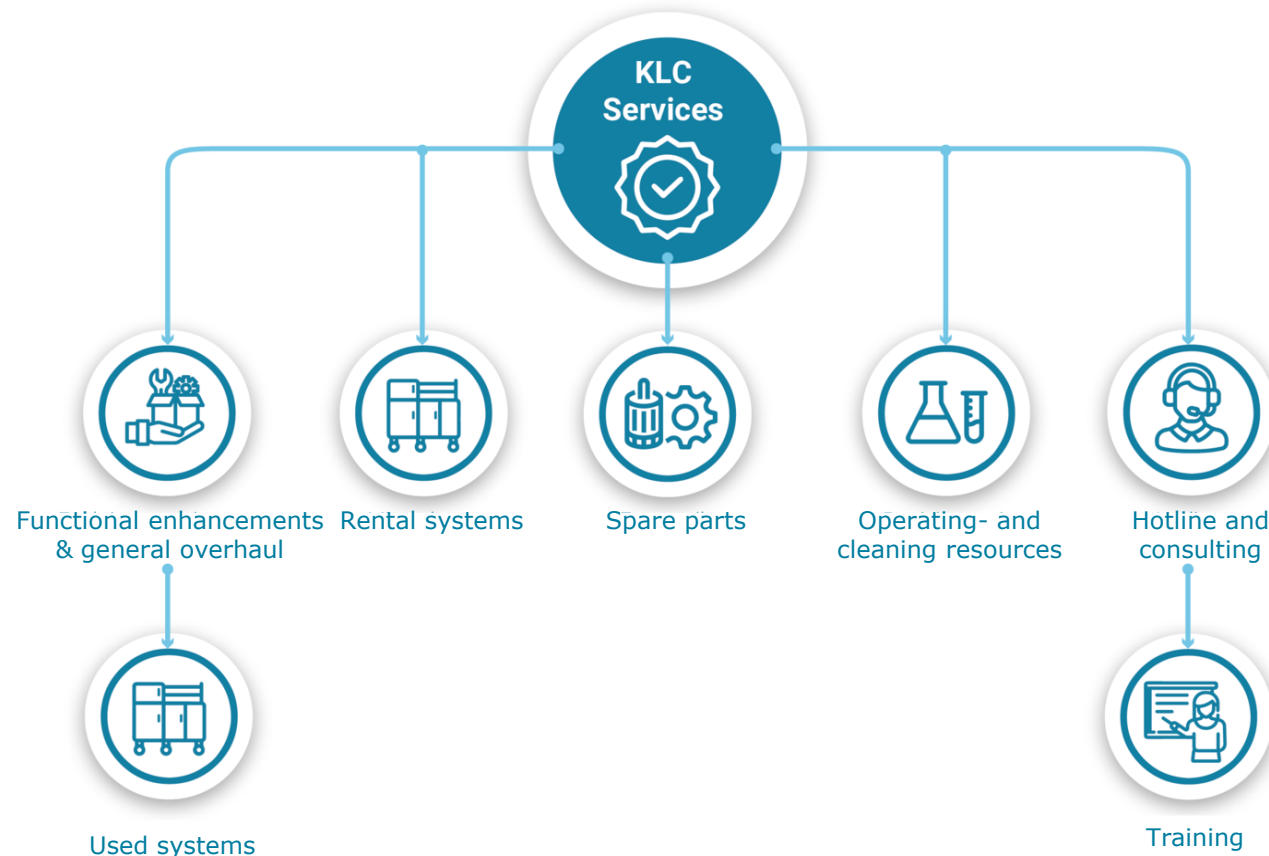 KLC
Services
Functional enhancements
& general overhaul
Rental systems
Spare parts
Operating- and
cleaning resources
Hotline and
consulting
Used systems
Training